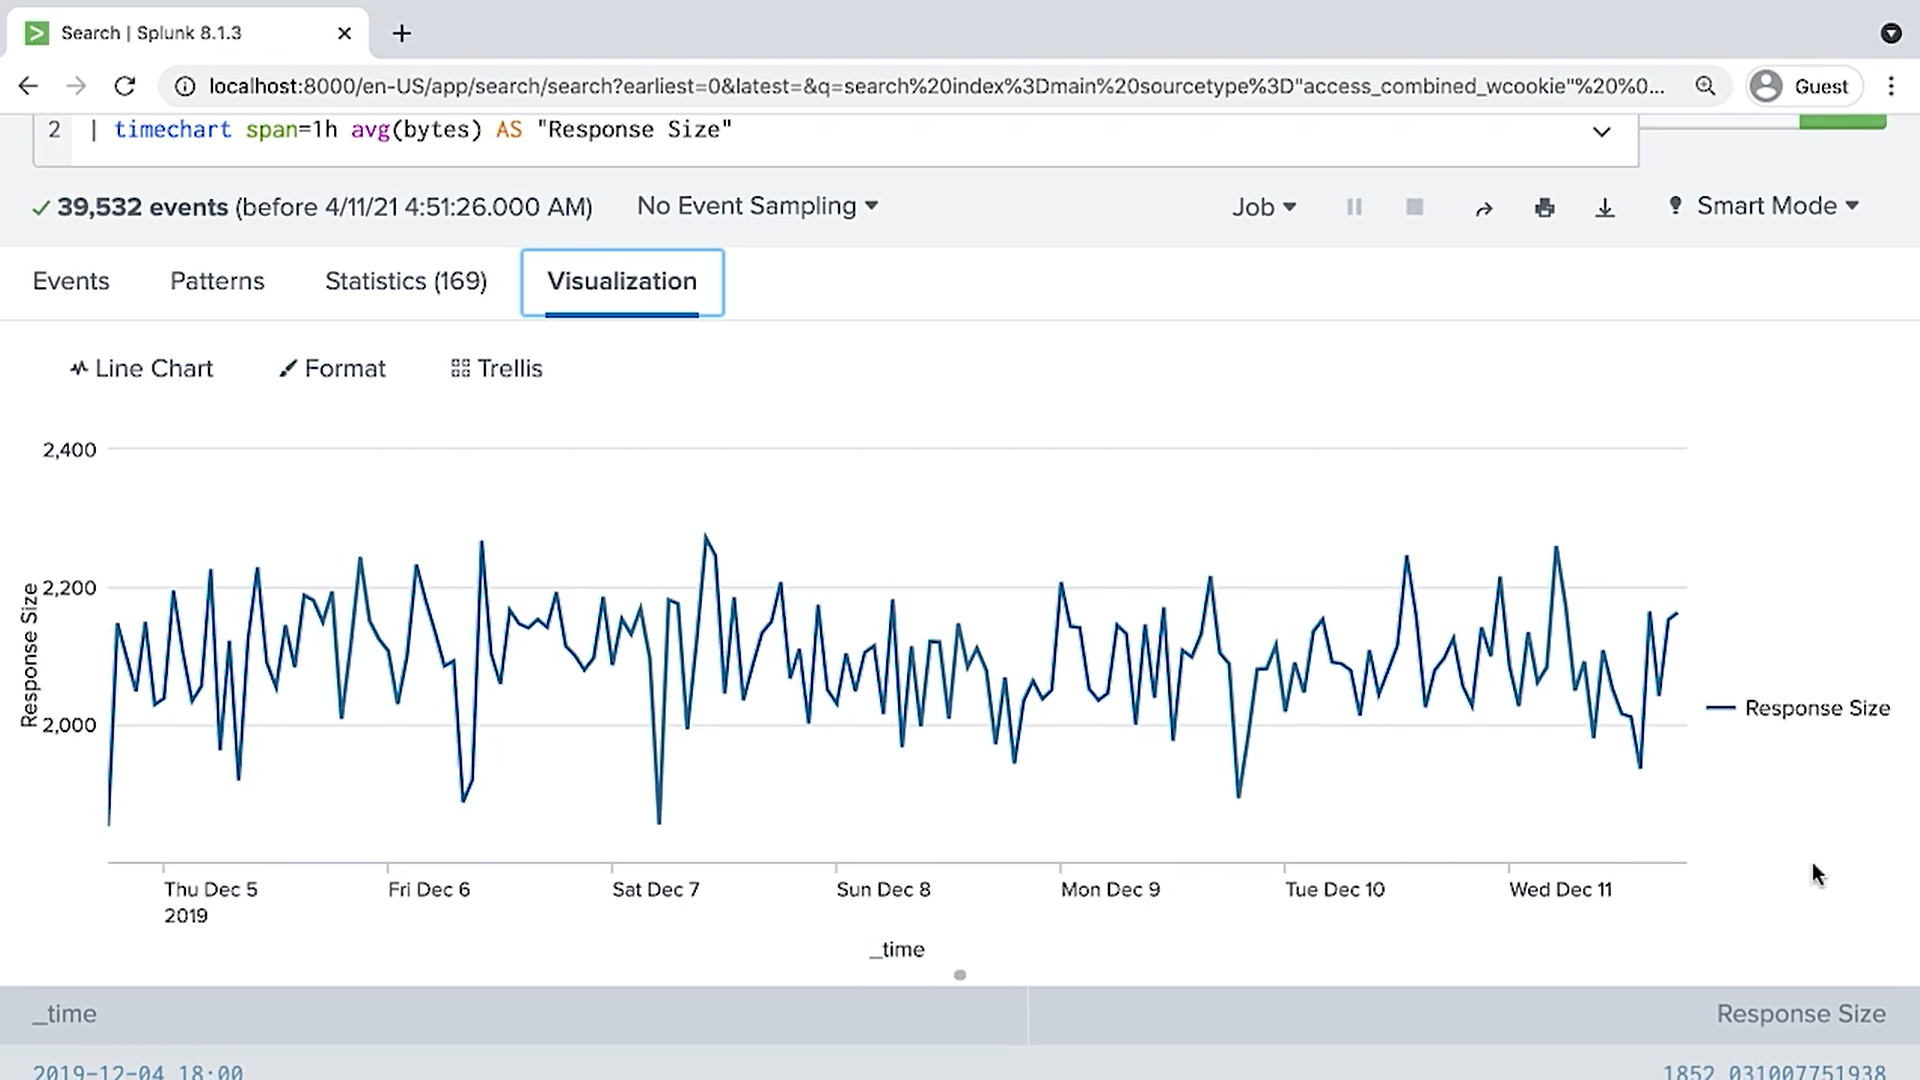 Search | Splunk 8.1.3
localhost:8000/en-US/app/search/search?earliest=0&latest=&q=search%20index%3Dmain%20sourcetype%3D"access_combined_wcookie"%20%0...
Guest
2 | timechart span=1h avg(bytes) AS "Response Size"
39,532 events (before 4/11/21 4:51:26.000 AM) No Event Sampling Job Smart Mode
Events Patterns Statistics (169) Visualization
Line Chart Format Trellis
2,400
2,200
2,000
Response Size
Response Size
Thu Dec 5 Fri Dec 6 Sat Dec 7 Sun Dec 8 Mon Dec 9 Tue Dec 10 Wed Dec 11
2019
_time
_time Response Size
2019-12-04 18:00 1852.031007751938